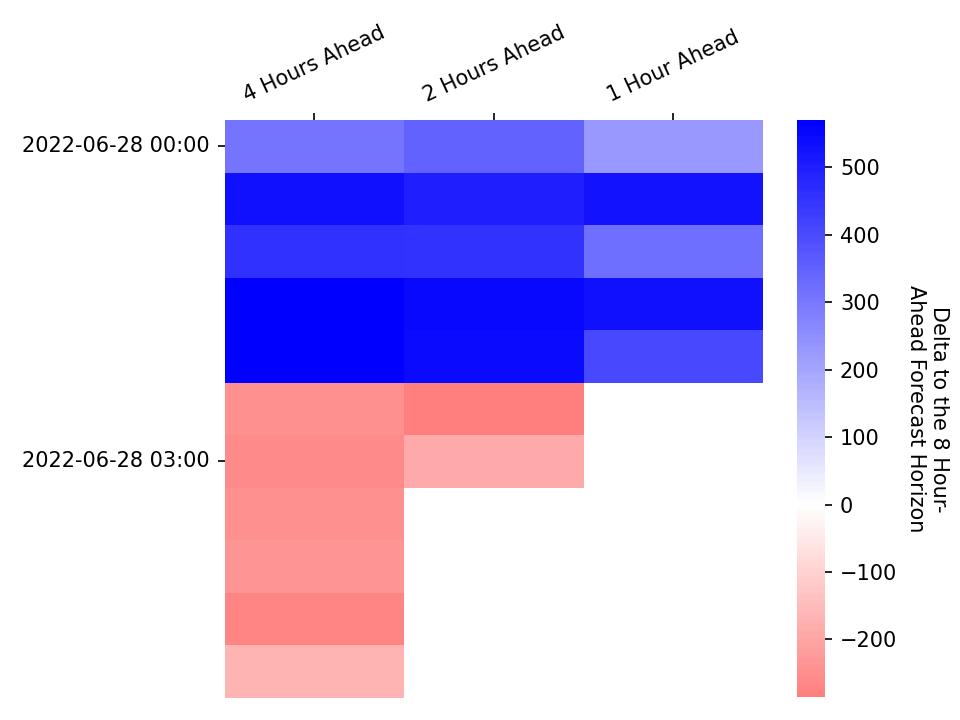 4 Hours Ahead
2 Hours Ahead
1 Hour Ahead
2022-06-28 00:00
2022-06-28 03:00
500
400
300
200
100
0
−100
−200
Delta to the 8 Hour-
Ahead Forecast Horizon